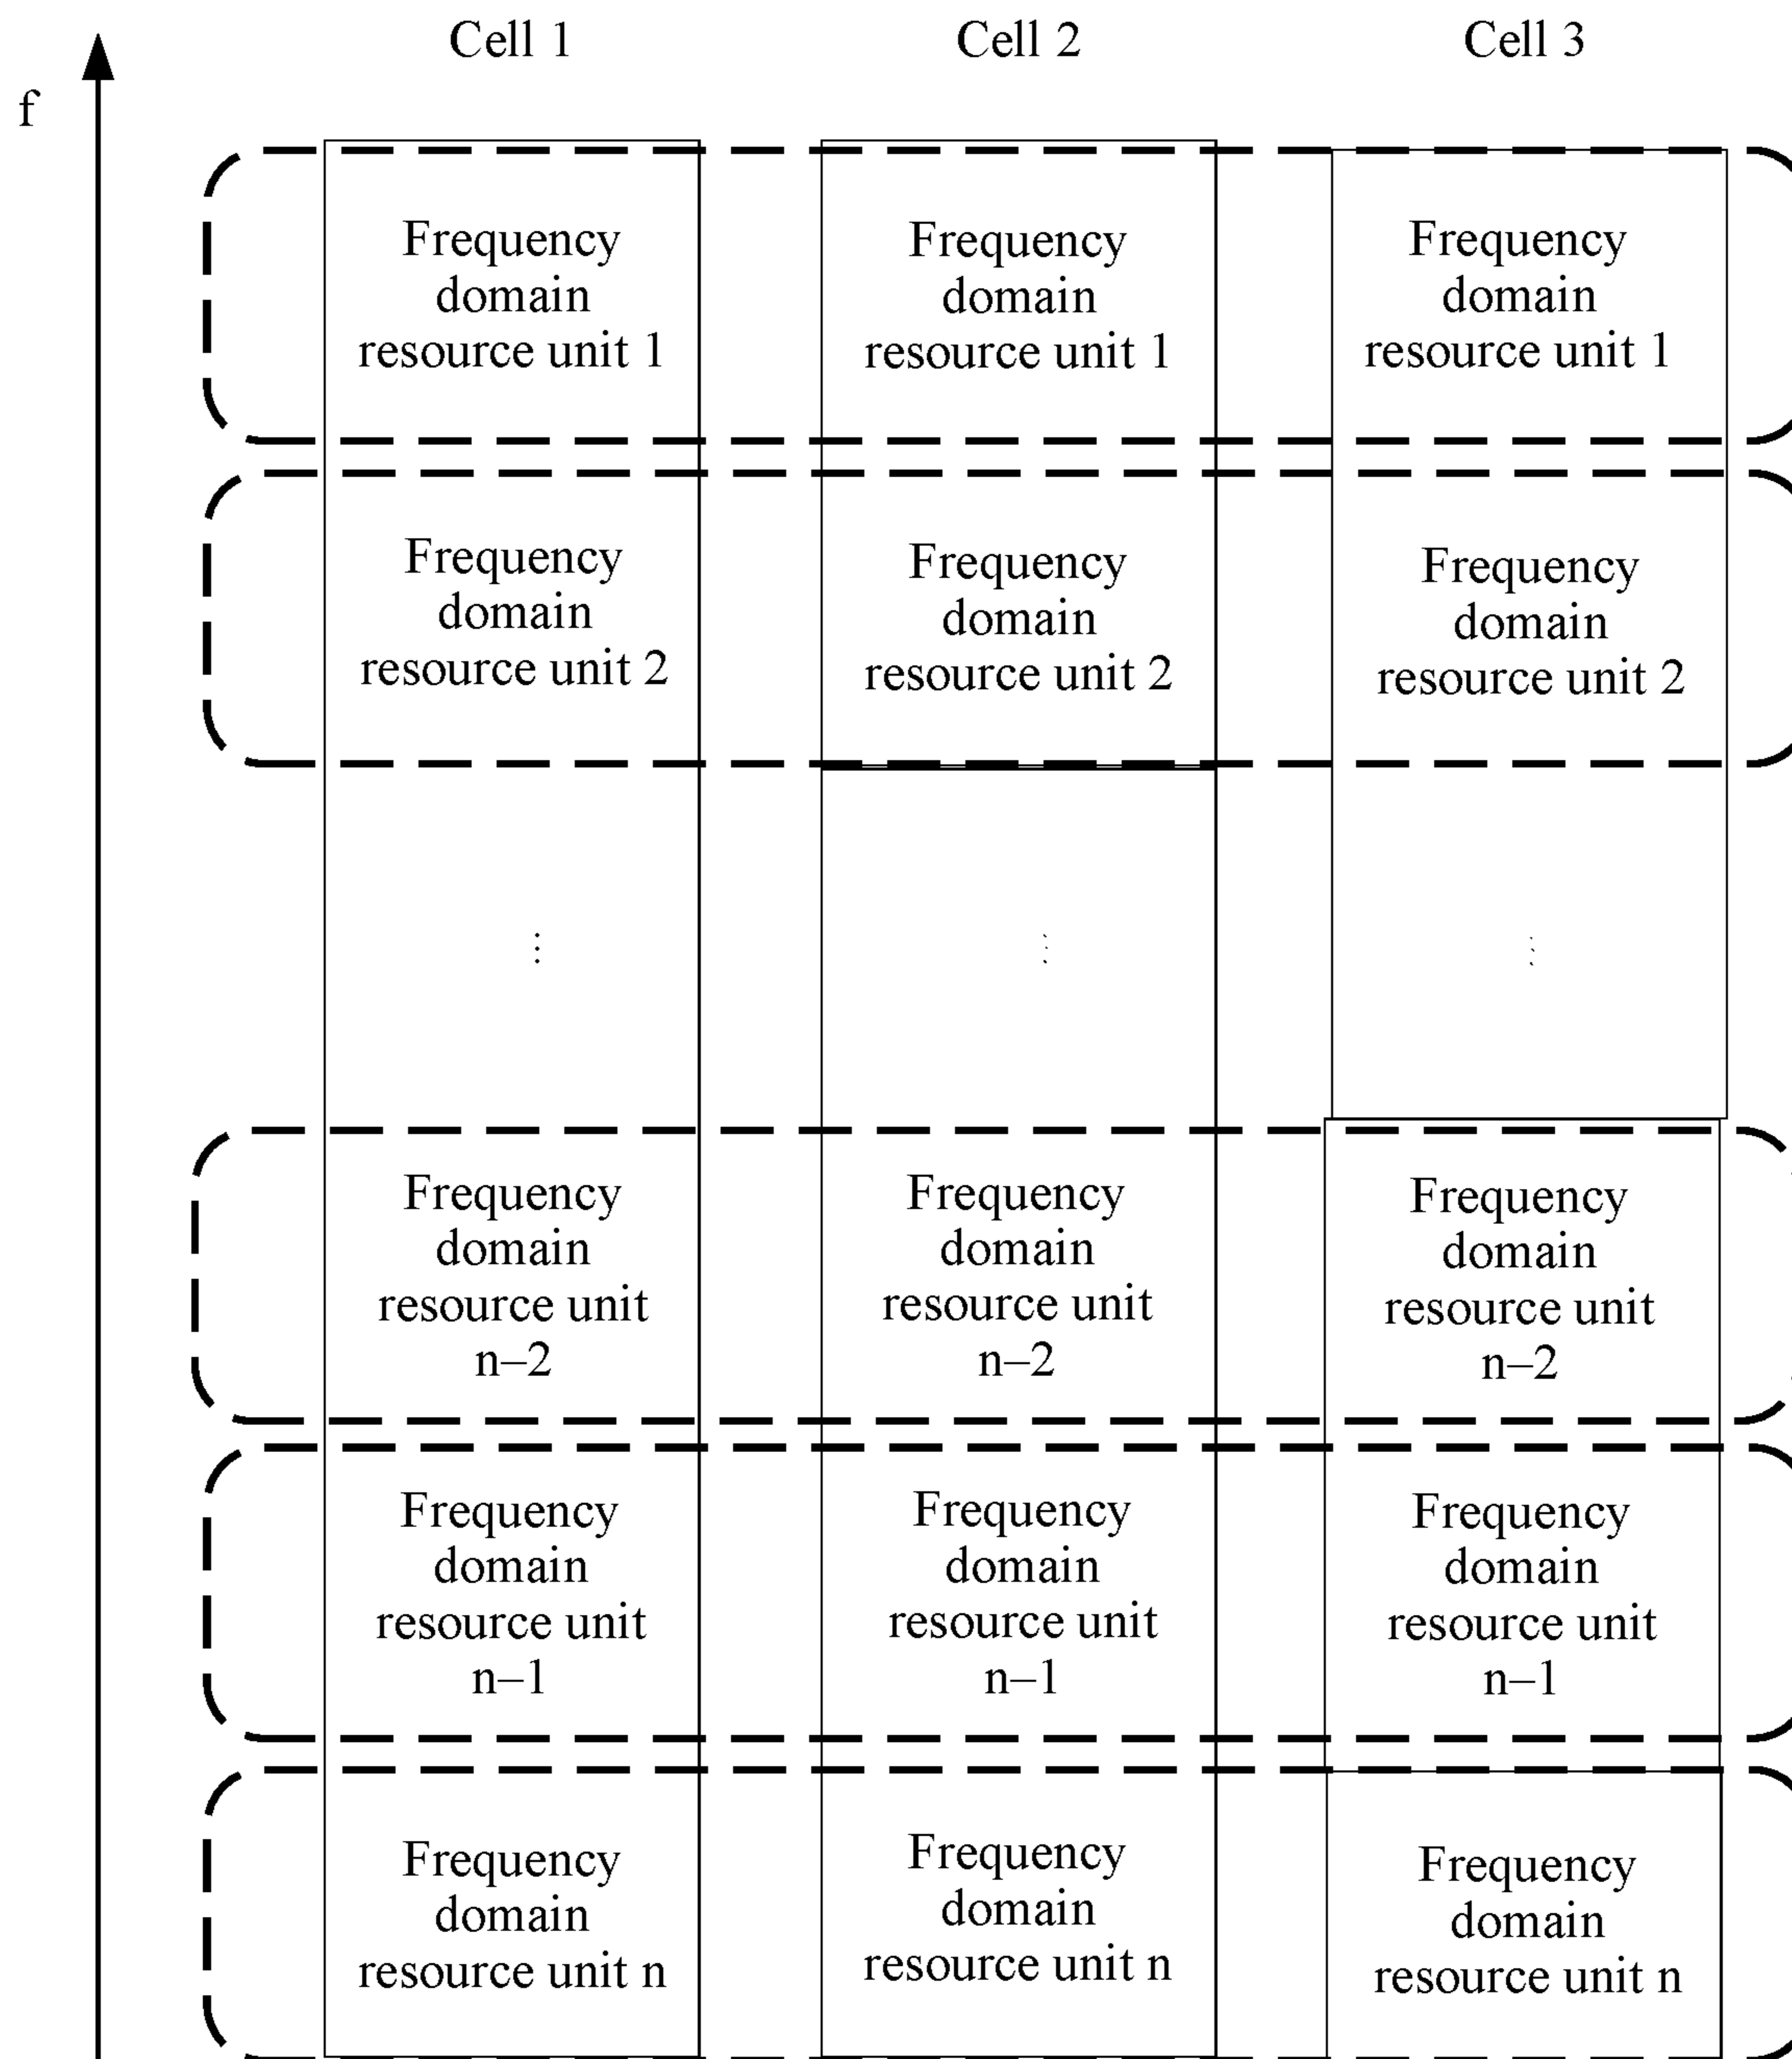 Cell 1
Cell 2
Cell 3
f
Frequency
domain
resource unit 1
Frequency
domain
resource unit 1
Frequency
domain
resource unit 1
Frequency
domain
resource unit 2
Frequency
domain
resource unit 2
Frequency
domain
resource unit 2
⋮
⋮
⋮
Frequency
domain
resource unit
n–2
Frequency
domain
resource unit
n–2
Frequency
domain
resource unit
n–2
Frequency
domain
resource unit
n–1
Frequency
domain
resource unit
n–1
Frequency
domain
resource unit
n–1
Frequency
domain
resource unit n
Frequency
domain
resource unit n
Frequency
domain
resource unit n